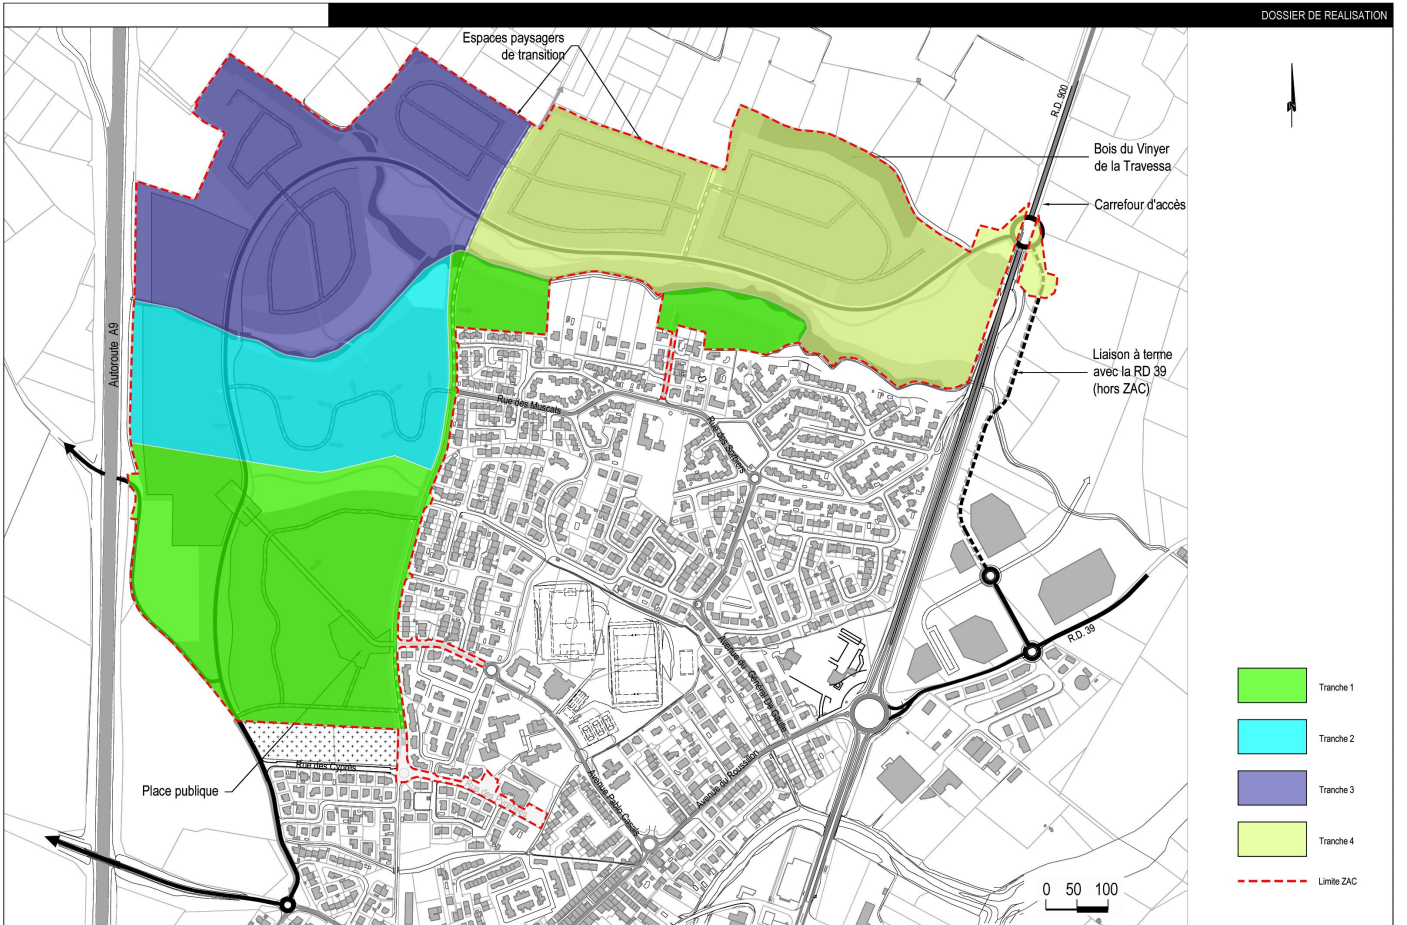 DOSSIER DE REALISATION
Espaces paysagers
de transition
R.D. 900
Bois du Vinyer
de la Travessa
Carrefour d'accès
Autoroute A9
Liaison à terme
avec la RD 39
(hors ZAC)
Rue des Muscats
Rue des Sorbiers
R.D. 39
Avenue du Général De Gaulle
Tranche 1
Tranche 2
Rue des Cyprès
Place publique
Avenue Pablo Casals
Avenue du Roussillon
Tranche 3
Tranche 4
Limite ZAC
0 50 100